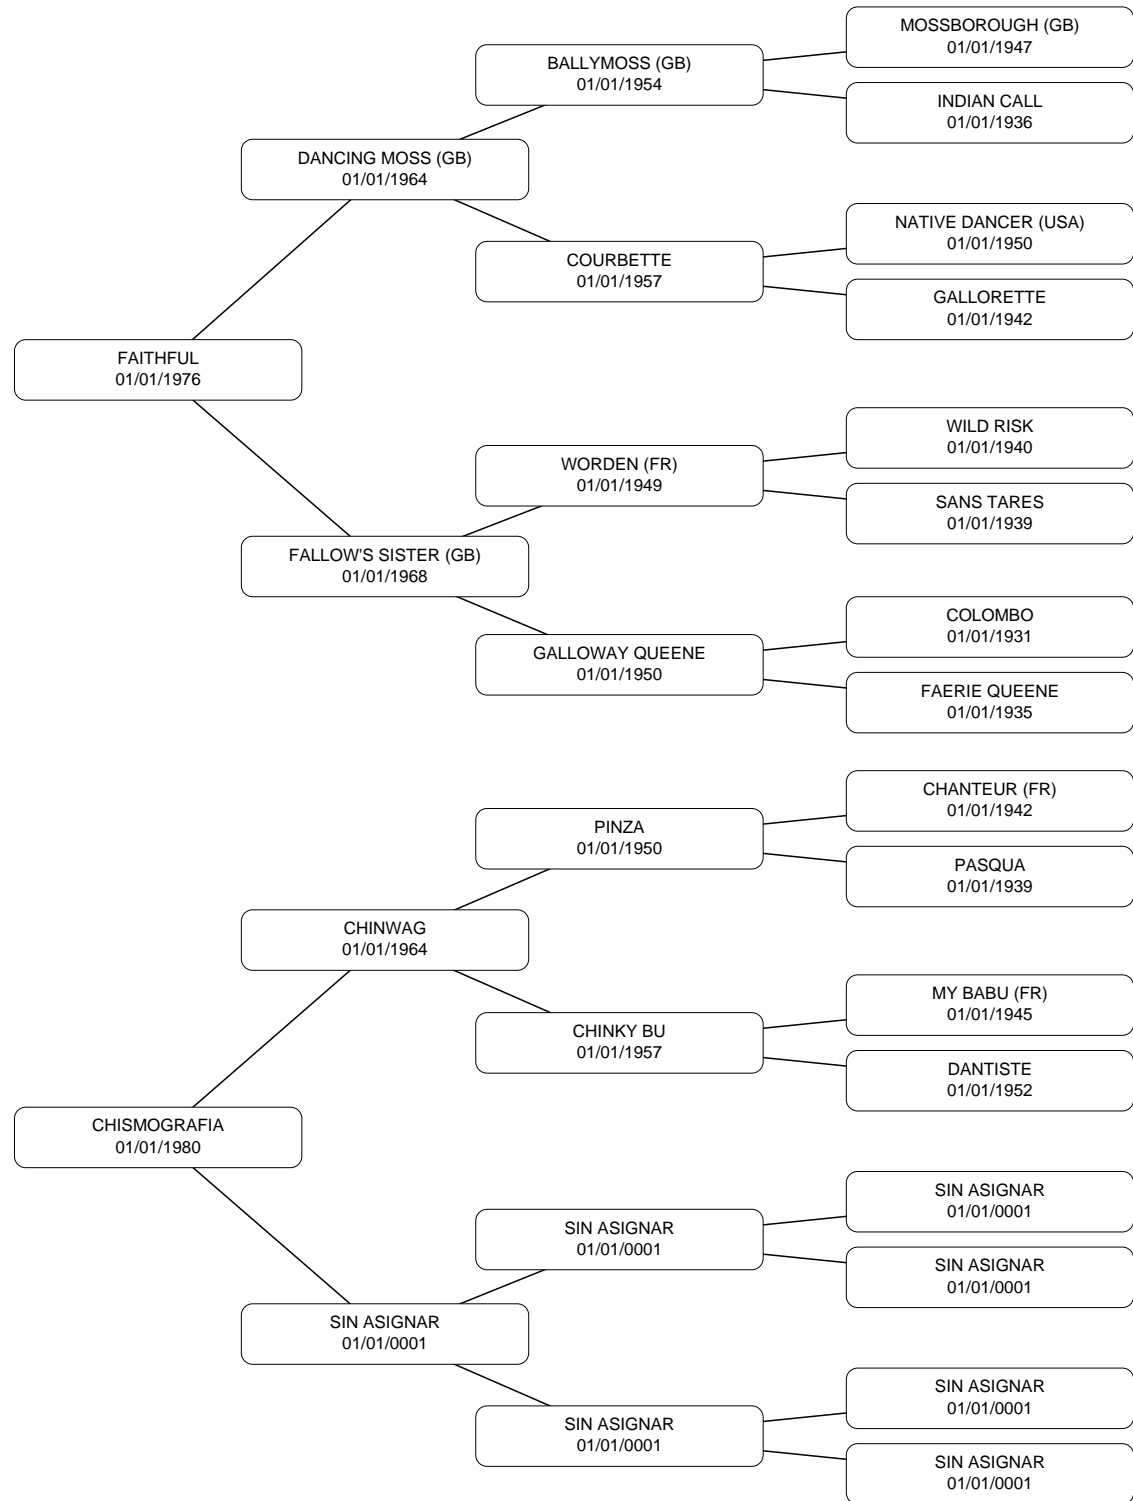 MOSSBOROUGH (GB)
01/01/1947
BALLYMOSS (GB)
01/01/1954
INDIAN CALL
01/01/1936
DANCING MOSS (GB)
01/01/1964
NATIVE DANCER (USA)
01/01/1950
COURBETTE
01/01/1957
GALLORETTE
01/01/1942
FAITHFUL
01/01/1976
WILD RISK
01/01/1940
WORDEN (FR)
01/01/1949
SANS TARES
01/01/1939
FALLOW'S SISTER (GB)
01/01/1968
COLOMBO
01/01/1931
GALLOWAY QUEENE
01/01/1950
FAERIE QUEENE
01/01/1935
CHANTEUR (FR)
01/01/1942
PINZA
01/01/1950
PASQUA
01/01/1939
CHINWAG
01/01/1964
MY BABU (FR)
01/01/1945
CHINKY BU
01/01/1957
DANTISTE
01/01/1952
CHISMOGRAFIA
01/01/1980
SIN ASIGNAR
01/01/0001
SIN ASIGNAR
01/01/0001
SIN ASIGNAR
01/01/0001
SIN ASIGNAR
01/01/0001
SIN ASIGNAR
01/01/0001
SIN ASIGNAR
01/01/0001
SIN ASIGNAR
01/01/0001